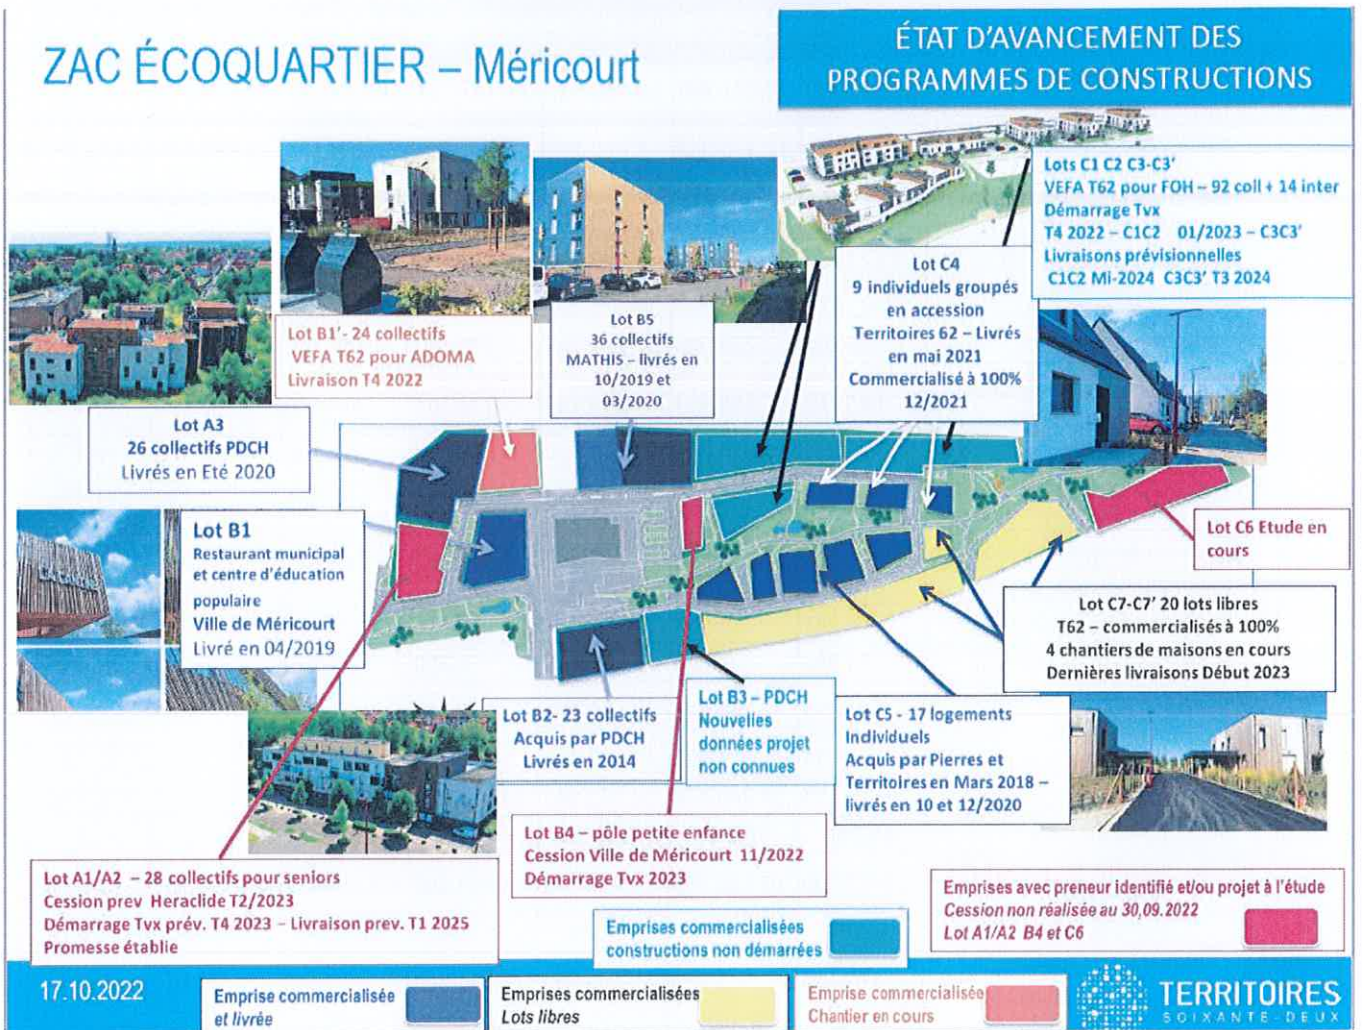 ZAC ÉCOQUARTIER – Méricourt
ÉTAT D'AVANCEMENT DES
PROGRAMMES DE CONSTRUCTIONS
Lots C1 C2 C3-C3'
VEFA T62 pour FOH – 92 coll + 14 inter
Démarrage Tvx
T4 2022 – C1C2 01/2023 – C3C3'
Livraisons prévisionnelles
C1C2 Mi-2024 C3C3' T3 2024
Lot C4
9 individuels groupés
en accession
Territoires 62 – Livrés
en mai 2021
Commercialisé à 100%
12/2021
Lot B5
36 collectifs
MATHIS – livrés en
10/2019 et
03/2020
Lot B1'- 24 collectifs
VEFA T62 pour ADOMA
Livraison T4 2022
Lot A3
26 collectifs PDCH
Livrés en Eté 2020
Lot B1
Restaurant municipal
et centre d'éducation
populaire
Ville de Méricourt
Livré en 04/2019
Lot C6 Etude en
cours
Lot C7-C7' 20 lots libres
T62 – commercialisés à 100%
4 chantiers de maisons en cours
Dernières livraisons Début 2023
Lot B2- 23 collectifs
Acquis par PDCH
Livrés en 2014
Lot B3 – PDCH
Nouvelles
données projet
non connues
Lot C5 - 17 logements
Individuels
Acquis par Pierres et
Territoires en Mars 2018 –
livrés en 10 et 12/2020
Lot B4 – pôle petite enfance
Cession Ville de Méricourt 11/2022
Démarrage Tvx 2023
Lot A1/A2 – 28 collectifs pour seniors
Cession prev Heraclide T2/2023
Démarrage Tvx prév. T4 2023 – Livraison prev. T1 2025
Promesse établie
Emprises commercialisées
constructions non démarrées
Emprises avec preneur identifié et/ou projet à l'étude
Cession non réalisée au 30,09.2022
Lot A1/A2 B4 et C6
17.10.2022
Emprise commercialisée
et livrée
Emprises commercialisées
Lots libres
Emprise commercialisée
Chantier en cours
TERRITOIRES
SOIXANTE-DEUX